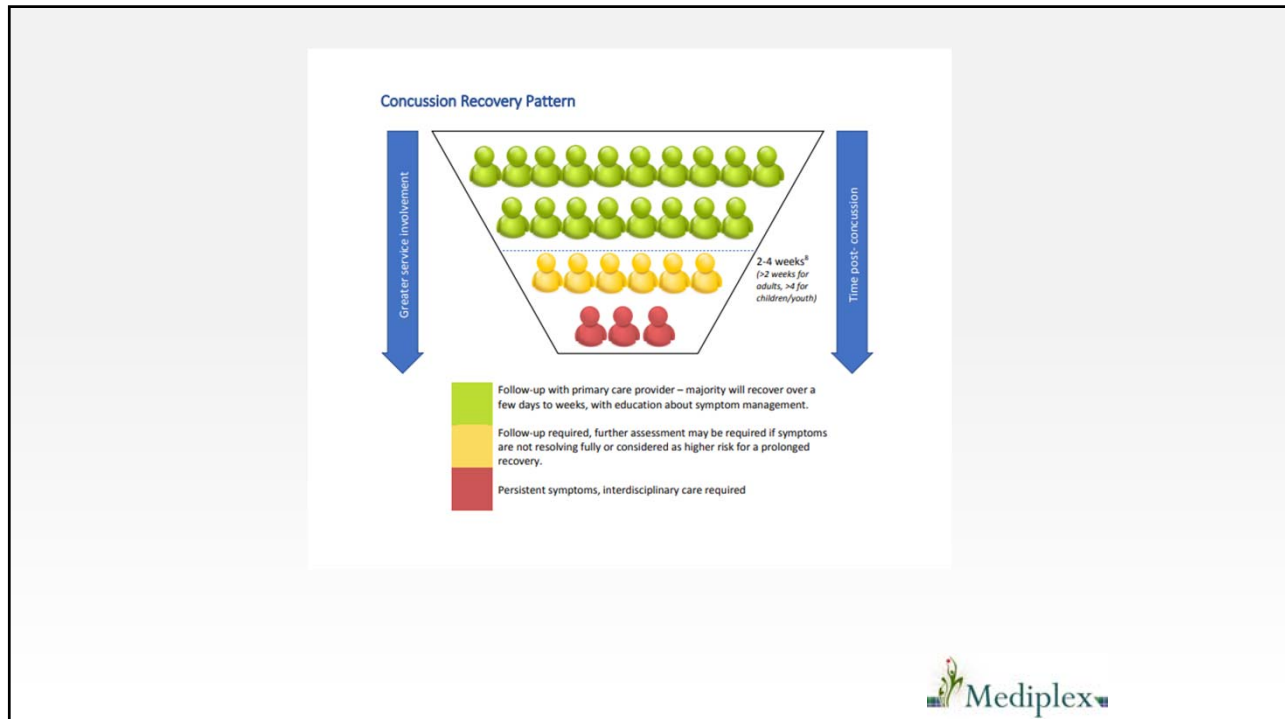 Concussion Recovery Pattern
Greater service involvement
2-4 weeks⁸
(>2 weeks for
adults, >4 for
children/youth)
Time post- concussion
Follow-up with primary care provider – majority will recover over a
few days to weeks, with education about symptom management.
Follow-up required, further assessment may be required if symptoms
are not resolving fully or considered as higher risk for a prolonged
recovery.
Persistent symptoms, interdisciplinary care required
Mediplex